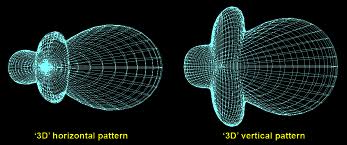 ‘3D’ horizontal pattern
‘3D’ vertical pattern